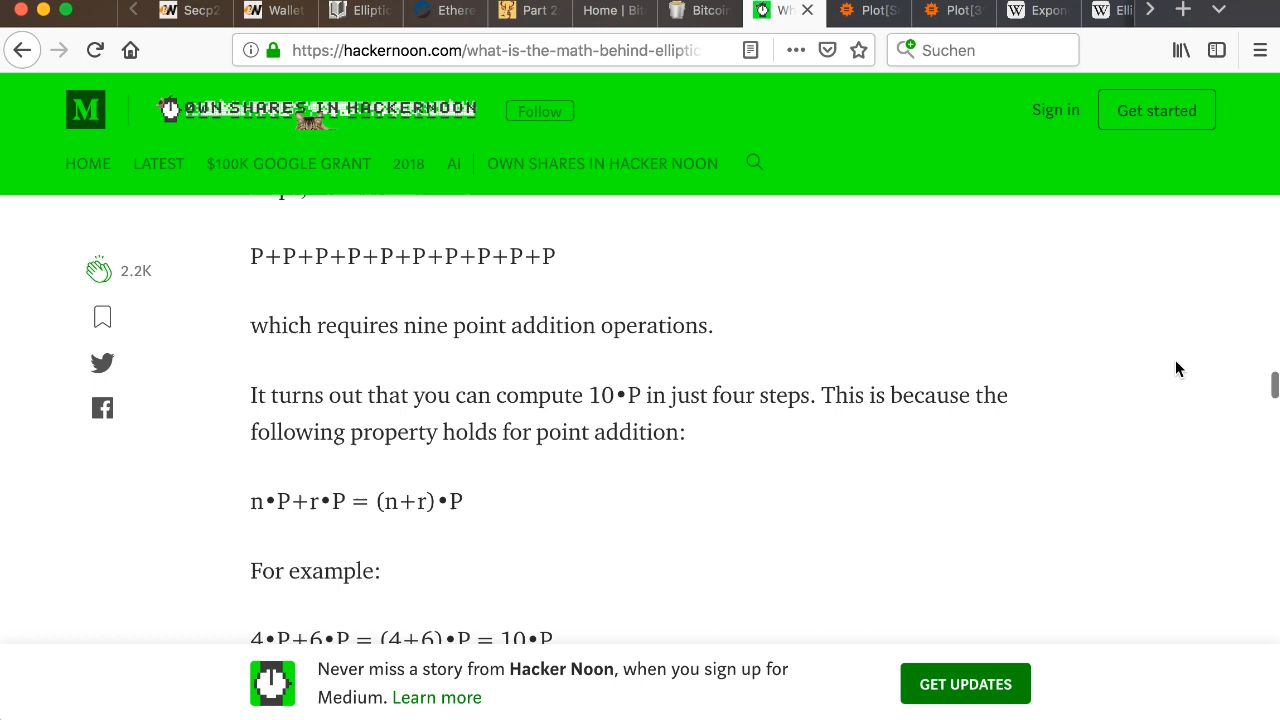 Secp2
Wallet
Elliptic
Ethere
Part 2
Home | Bit
Bitcoin
Wh
Plot[S
Plot[3
Expon
Elli
https://hackernoon.com/what-is-the-math-behind-elliptic
Suchen
M
OWN SHARES IN HACKERNOON
Follow
Sign in
Get started
HOME
LATEST
$100K GOOGLE GRANT
2018
AI
OWN SHARES IN HACKER NOON
P+P+P+P+P+P+P+P+P+P
2.2K
which requires nine point addition operations.
It turns out that you can compute 10•P in just four steps. This is because the
following property holds for point addition:
n•P+r•P = (n+r)•P
For example:
4•P+6•P = (4+6)•P = 10•P
Never miss a story from Hacker Noon, when you sign up for
Medium. Learn more
GET UPDATES